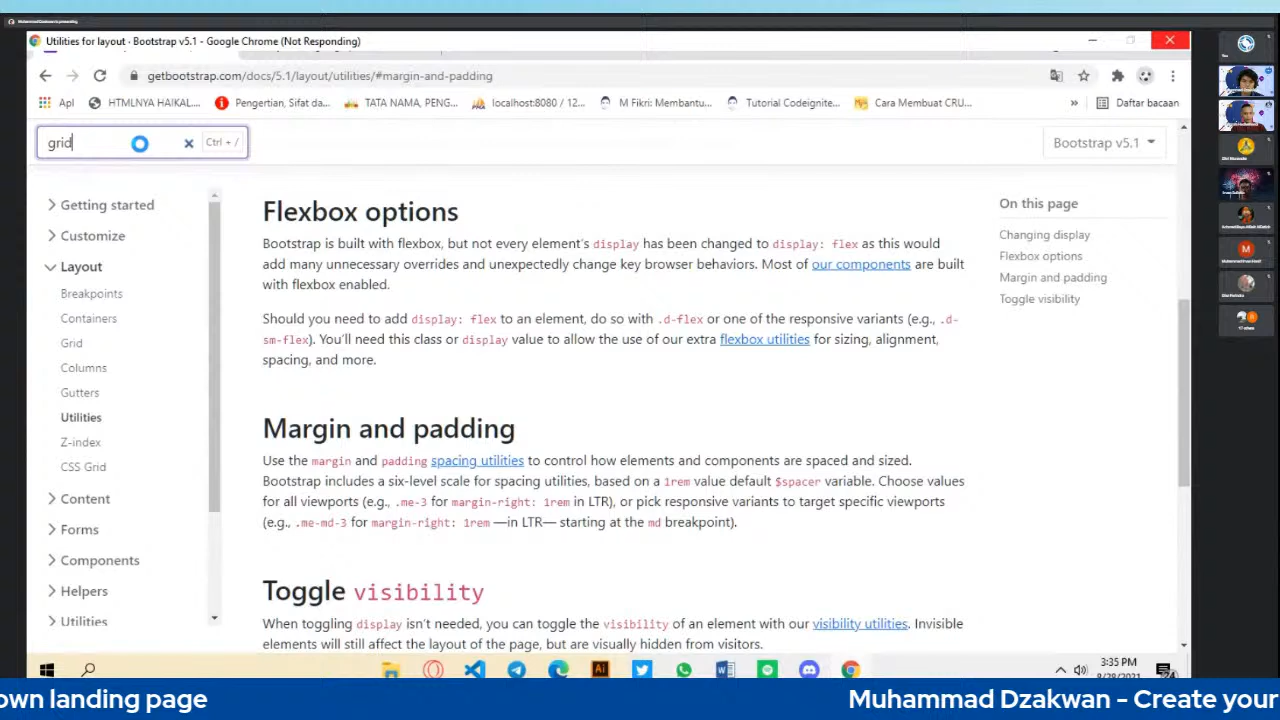 Muhammad Dzakwan is presenting
Utilities for layout · Bootstrap v5.1 - Google Chrome (Not Responding)
getbootstrap.com/docs/5.1/layout/utilities/#margin-and-padding
Apl
HTMLNYA HAIKAL...
Pengertian, Sifat da...
TATA NAMA, PENG...
localhost:8080 / 12...
M Fikri: Membantu...
Tutorial Codeignite...
Cara Membuat CRU...
»
Daftar bacaan
grid
Ctrl + /
Bootstrap v5.1
Getting started
Customize
Layout
Breakpoints
Containers
Grid
Columns
Gutters
Utilities
Z-index
CSS Grid
Content
Forms
Components
Helpers
Utilities
Flexbox options
Bootstrap is built with flexbox, but not every element's display has been changed to display: flex as this would
add many unnecessary overrides and unexpectedly change key browser behaviors. Most of our components are built
with flexbox enabled.
Should you need to add display: flex to an element, do so with .d-flex or one of the responsive variants (e.g., .d-
sm-flex). You'll need this class or display value to allow the use of our extra flexbox utilities for sizing, alignment,
spacing, and more.
Margin and padding
Use the margin and padding spacing utilities to control how elements and components are spaced and sized.
Bootstrap includes a six-level scale for spacing utilities, based on a 1rem value default $spacer variable. Choose values
for all viewports (e.g., .me-3 for margin-right: 1rem in LTR), or pick responsive variants to target specific viewports
(e.g., .me-md-3 for margin-right: 1rem —in LTR— starting at the md breakpoint).
Toggle visibility
When toggling display isn't needed, you can toggle the visibility of an element with our visibility utilities. Invisible
elements will still affect the layout of the page, but are visually hidden from visitors.
On this page
Changing display
Flexbox options
Margin and padding
Toggle visibility
You
M
3:35 PM
own landing page
Muhammad Dzakwan - Create your